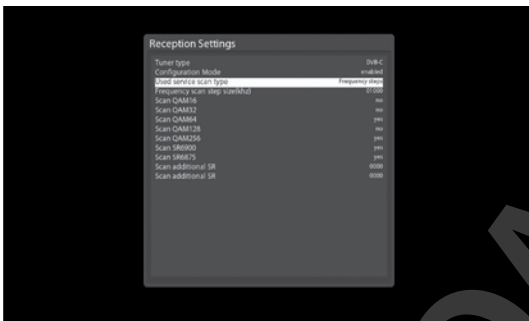 Reception Settings
Tuner type DVB-C
Configuration Mode enabled
Used service scan type Frequency steps
Frequency scan step size(khz) 01000
Scan QAM16 no
Scan QAM32 no
Scan QAM64 yes
Scan QAM128 no
Scan QAM256 yes
Scan SR6900 yes
Scan SR6875 yes
Scan additional SR 0000
Scan additional SR 0000